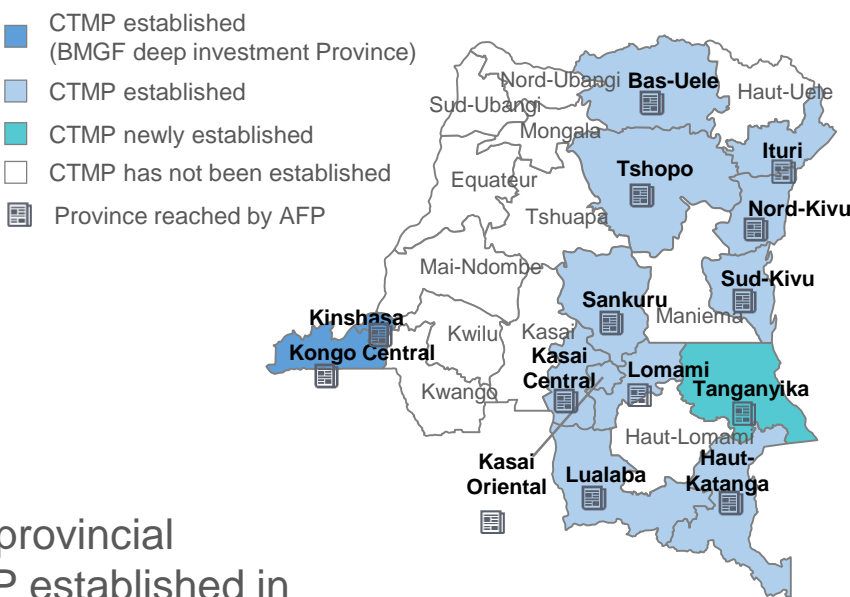 CTMP established
(BMGF deep investment Province)
CTMP established
CTMP newly established
CTMP has not been established
Province reached by AFP
Nord-Ubangi
Bas-Uele
Haut-Uele
Sud-Ubangi
Mongala
Ituri
Tshopo
Equateur
Nord-Kivu
Tshuapa
Mai-Ndombe
Sud-Kivu
Sankuru
Maniema
Kinshasa
Kwilu
Kasai
Kongo Central
Kasai
Central
Lomami
Tanganyika
Kwango
Haut-Lomami
Haut-
Katanga
Kasai
Oriental
Lualaba
provincial
P established in